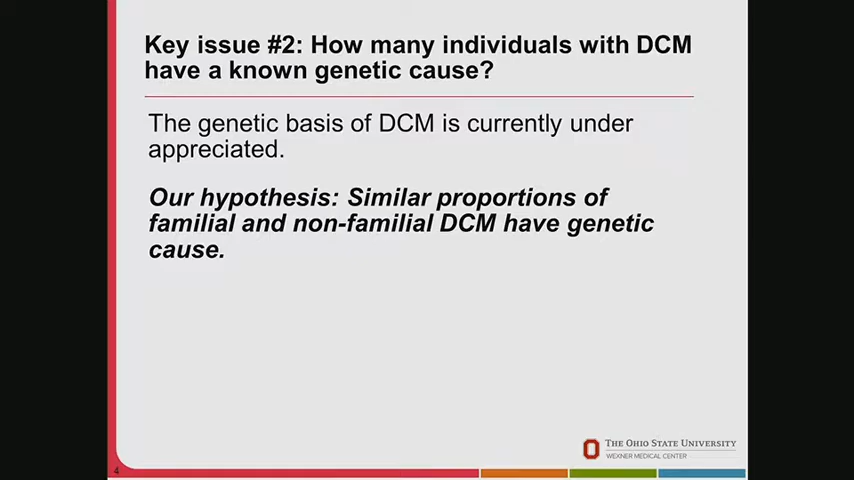 Key issue #2: How many individuals with DCM
have a known genetic cause?
The genetic basis of DCM is currently under
appreciated.
Our hypothesis: Similar proportions of
familial and non-familial DCM have genetic
cause.
THE OHIO STATE UNIVERSITY
WEXNER MEDICAL CENTER
4